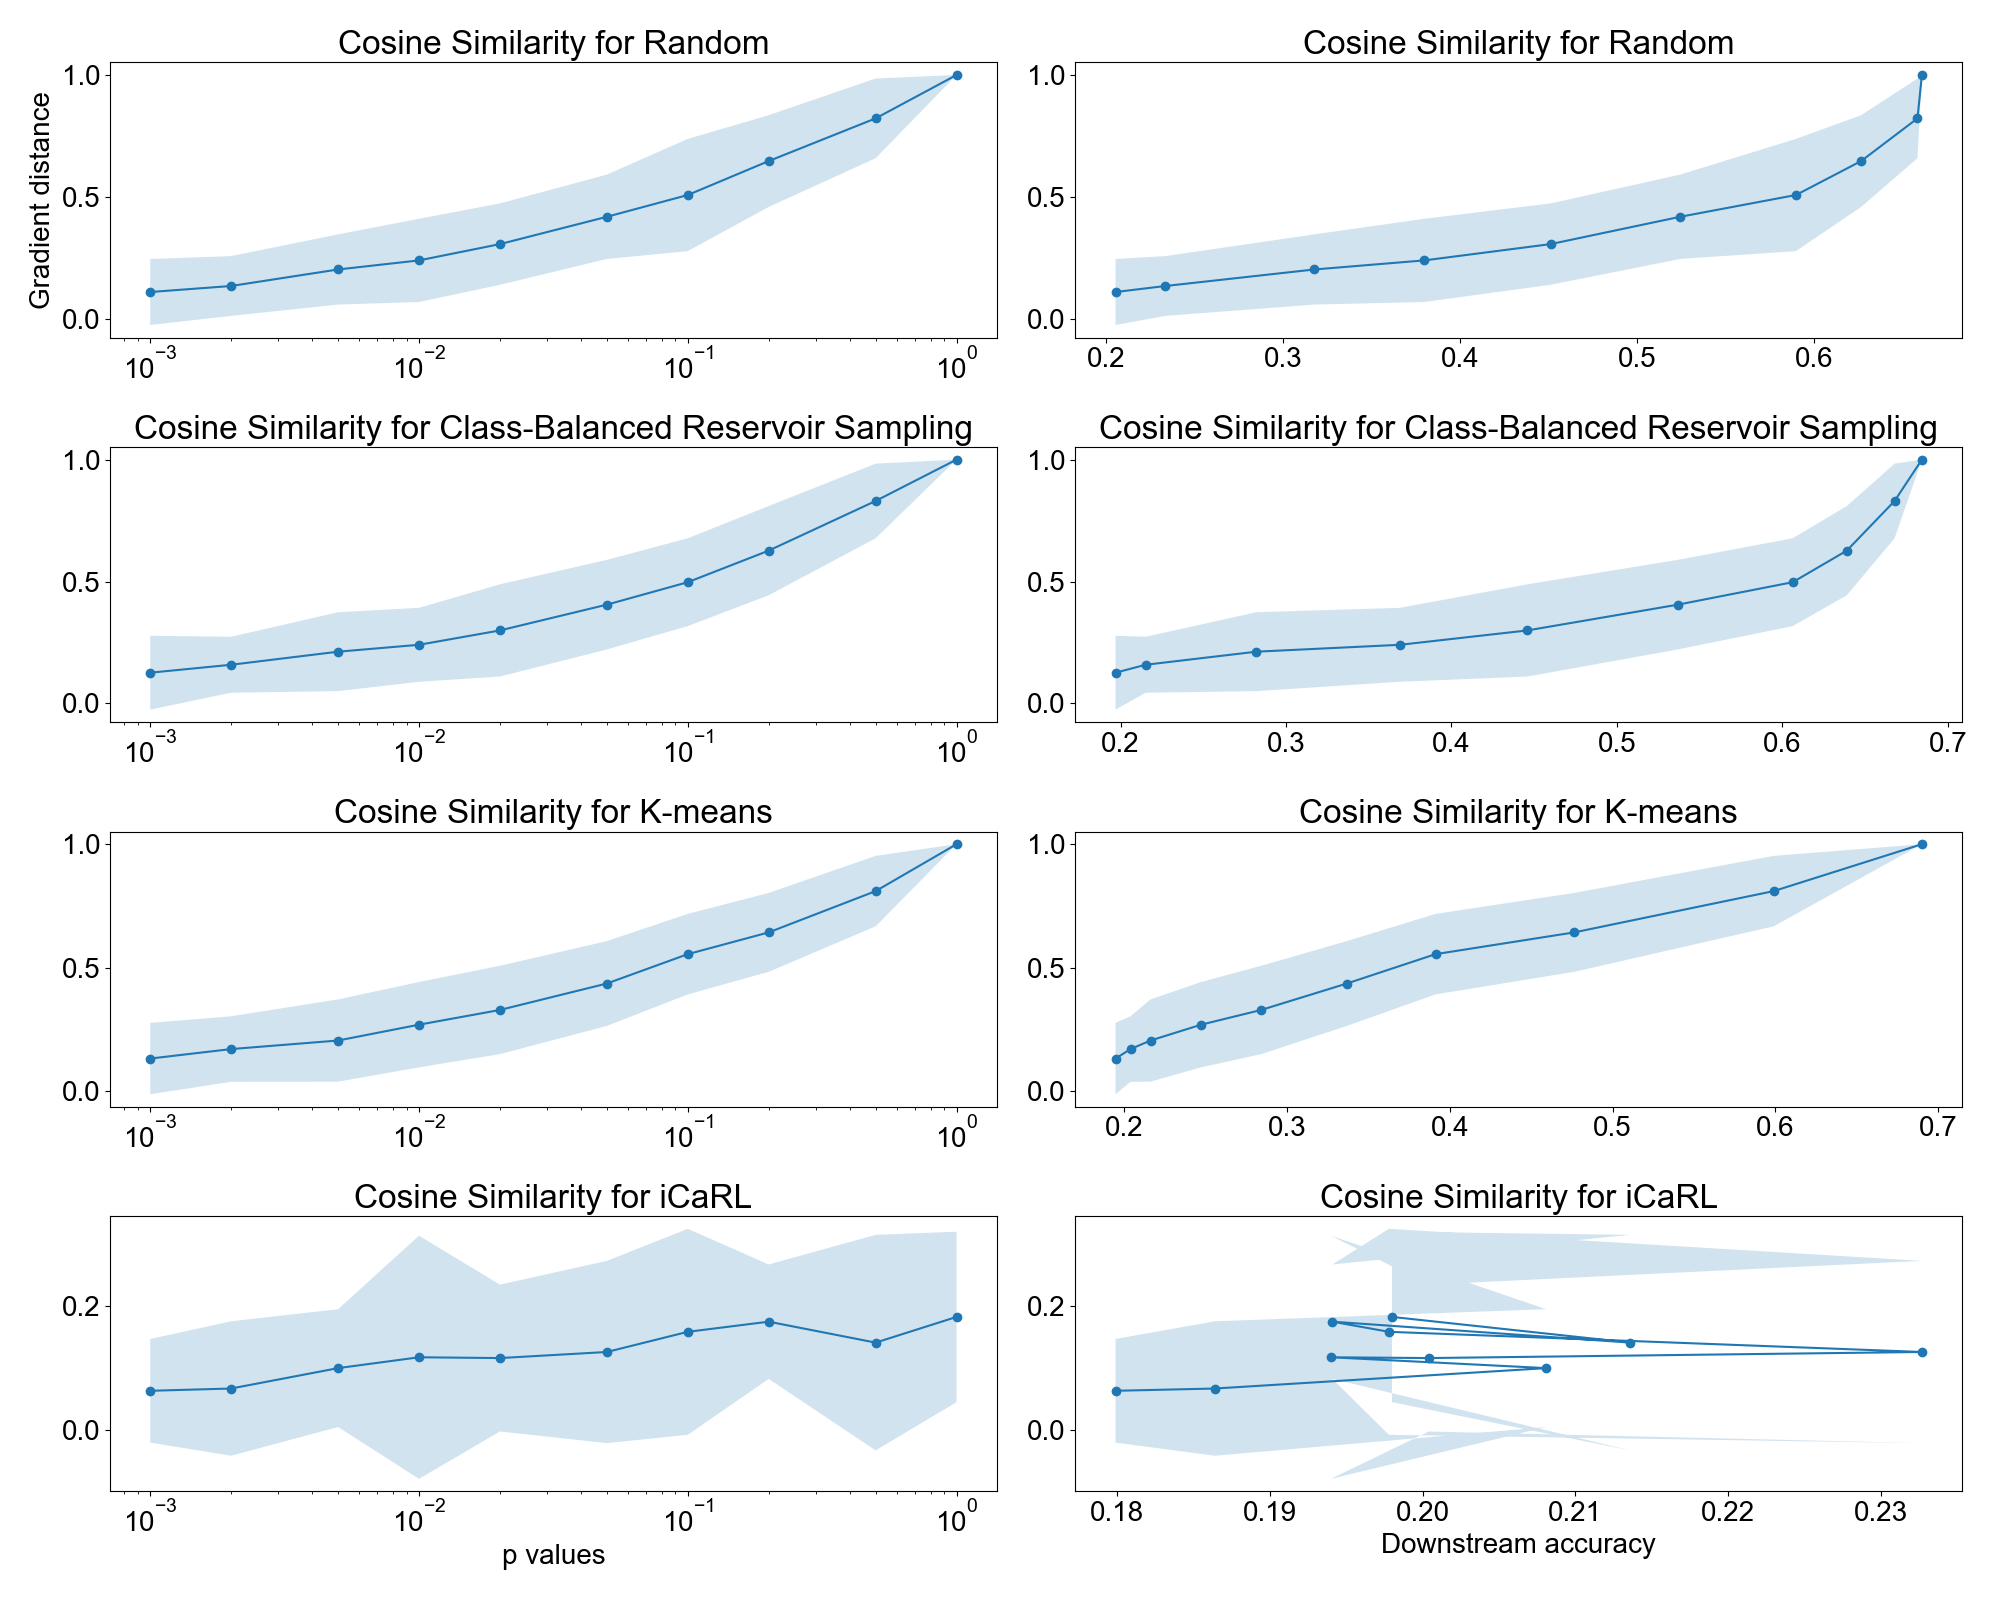 Cosine Similarity for Random
Cosine Similarity for Random
Gradient distance
1.0
0.5
0.0
10⁻³ 10⁻² 10⁻¹ 10⁰
1.0
0.5
0.0
0.2 0.3 0.4 0.5 0.6
Cosine Similarity for Class-Balanced Reservoir Sampling
Cosine Similarity for Class-Balanced Reservoir Sampling
1.0
0.5
0.0
10⁻³ 10⁻² 10⁻¹ 10⁰
1.0
0.5
0.0
0.2 0.3 0.4 0.5 0.6 0.7
Cosine Similarity for K-means
Cosine Similarity for K-means
1.0
0.5
0.0
10⁻³ 10⁻² 10⁻¹ 10⁰
1.0
0.5
0.0
0.2 0.3 0.4 0.5 0.6 0.7
Cosine Similarity for iCaRL
Cosine Similarity for iCaRL
0.2
0.0
10⁻³ 10⁻² 10⁻¹ 10⁰
p values
0.2
0.0
0.18 0.19 0.20 0.21 0.22 0.23
Downstream accuracy